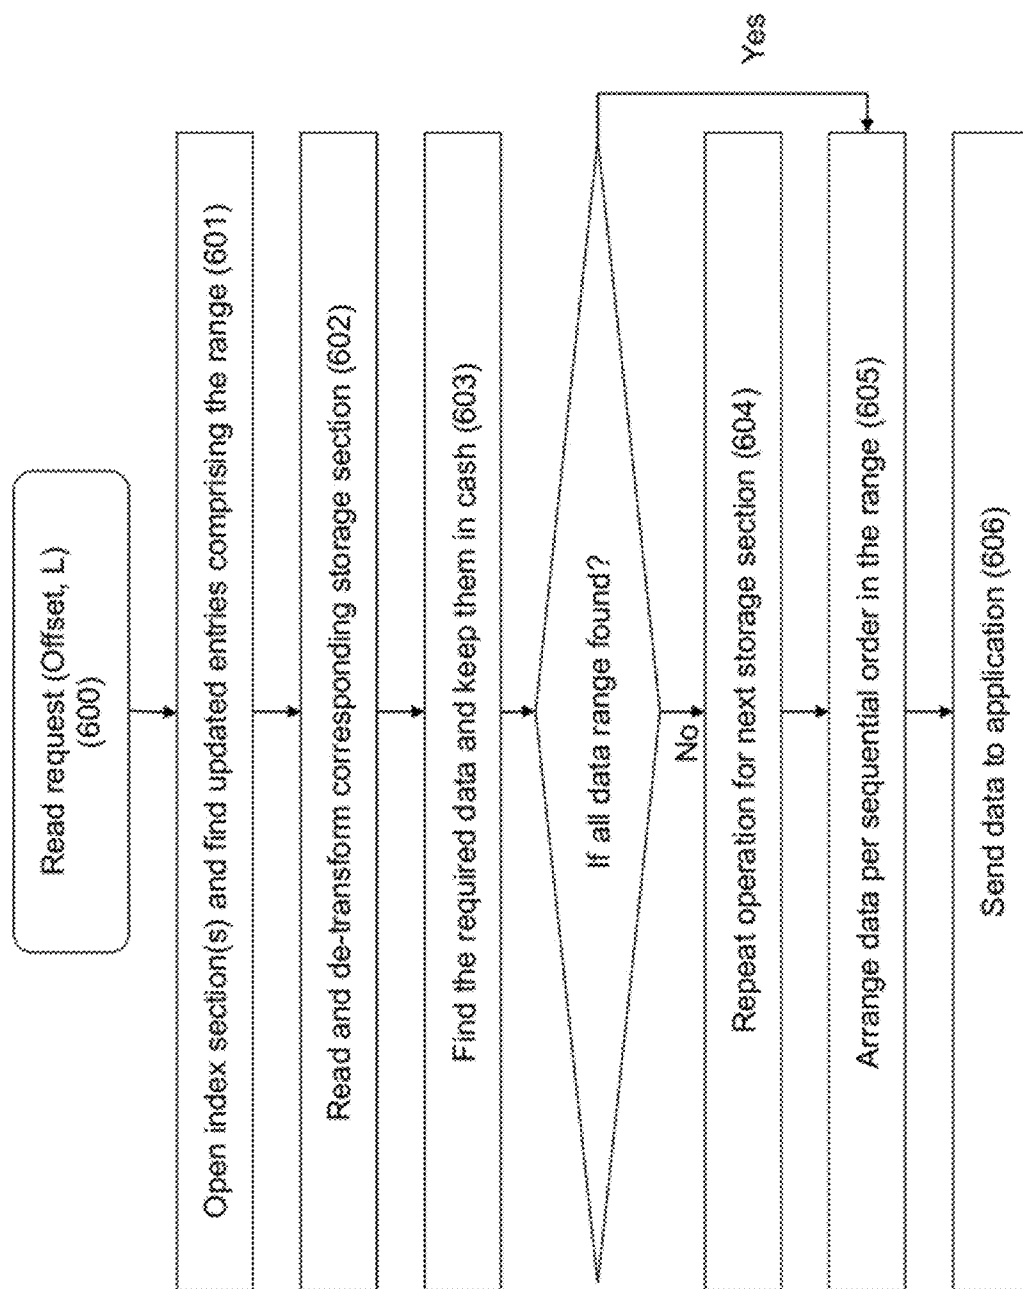 Read request (Offset, L)
(600)
Open index section(s) and find updated entries comprising the range (601)
Read and de-transform corresponding storage section (602)
Find the required data and keep them in cash (603)
If all data range found?
Yes
No
Repeat operation for next storage section (604)
Arrange data per sequential order in the range (605)
Send data to application (606)